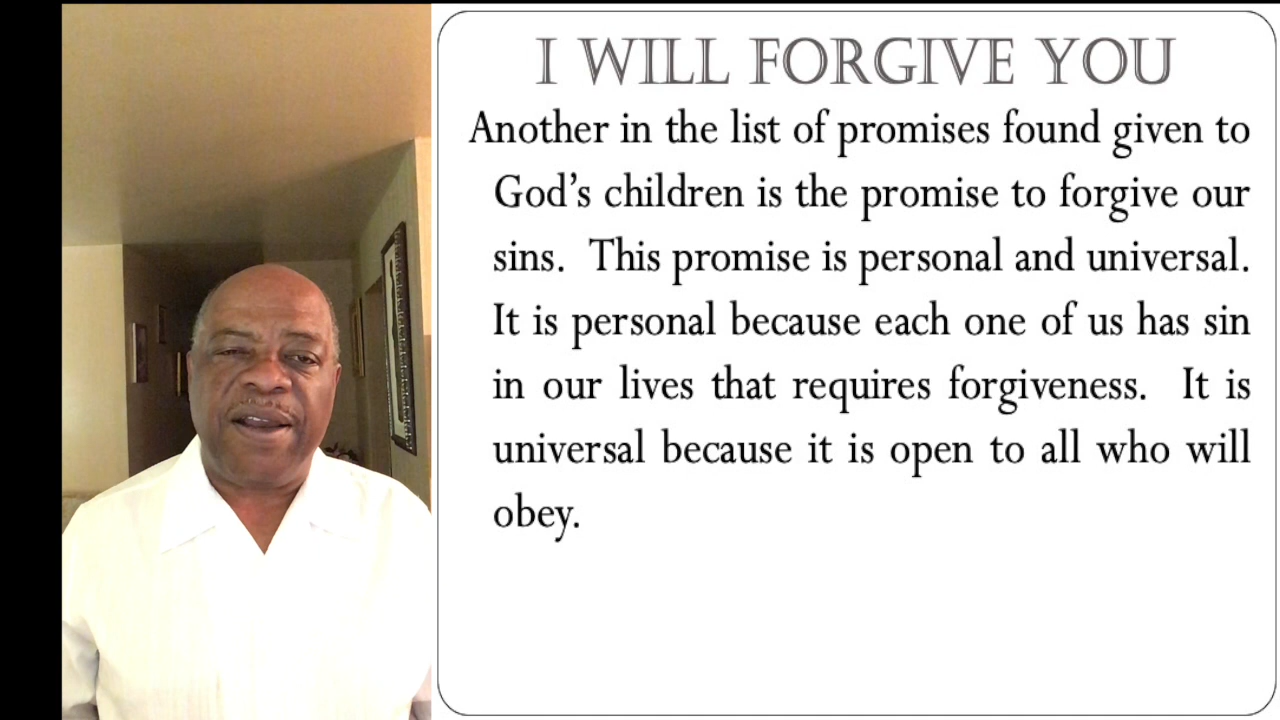 I WILL FORGIVE YOU
Another in the list of promises found given to
God's children is the promise to forgive our
sins.  This promise is personal and universal.
It is personal because each one of us has sin
in our lives that requires forgiveness.  It is
universal because it is open to all who will
obey.